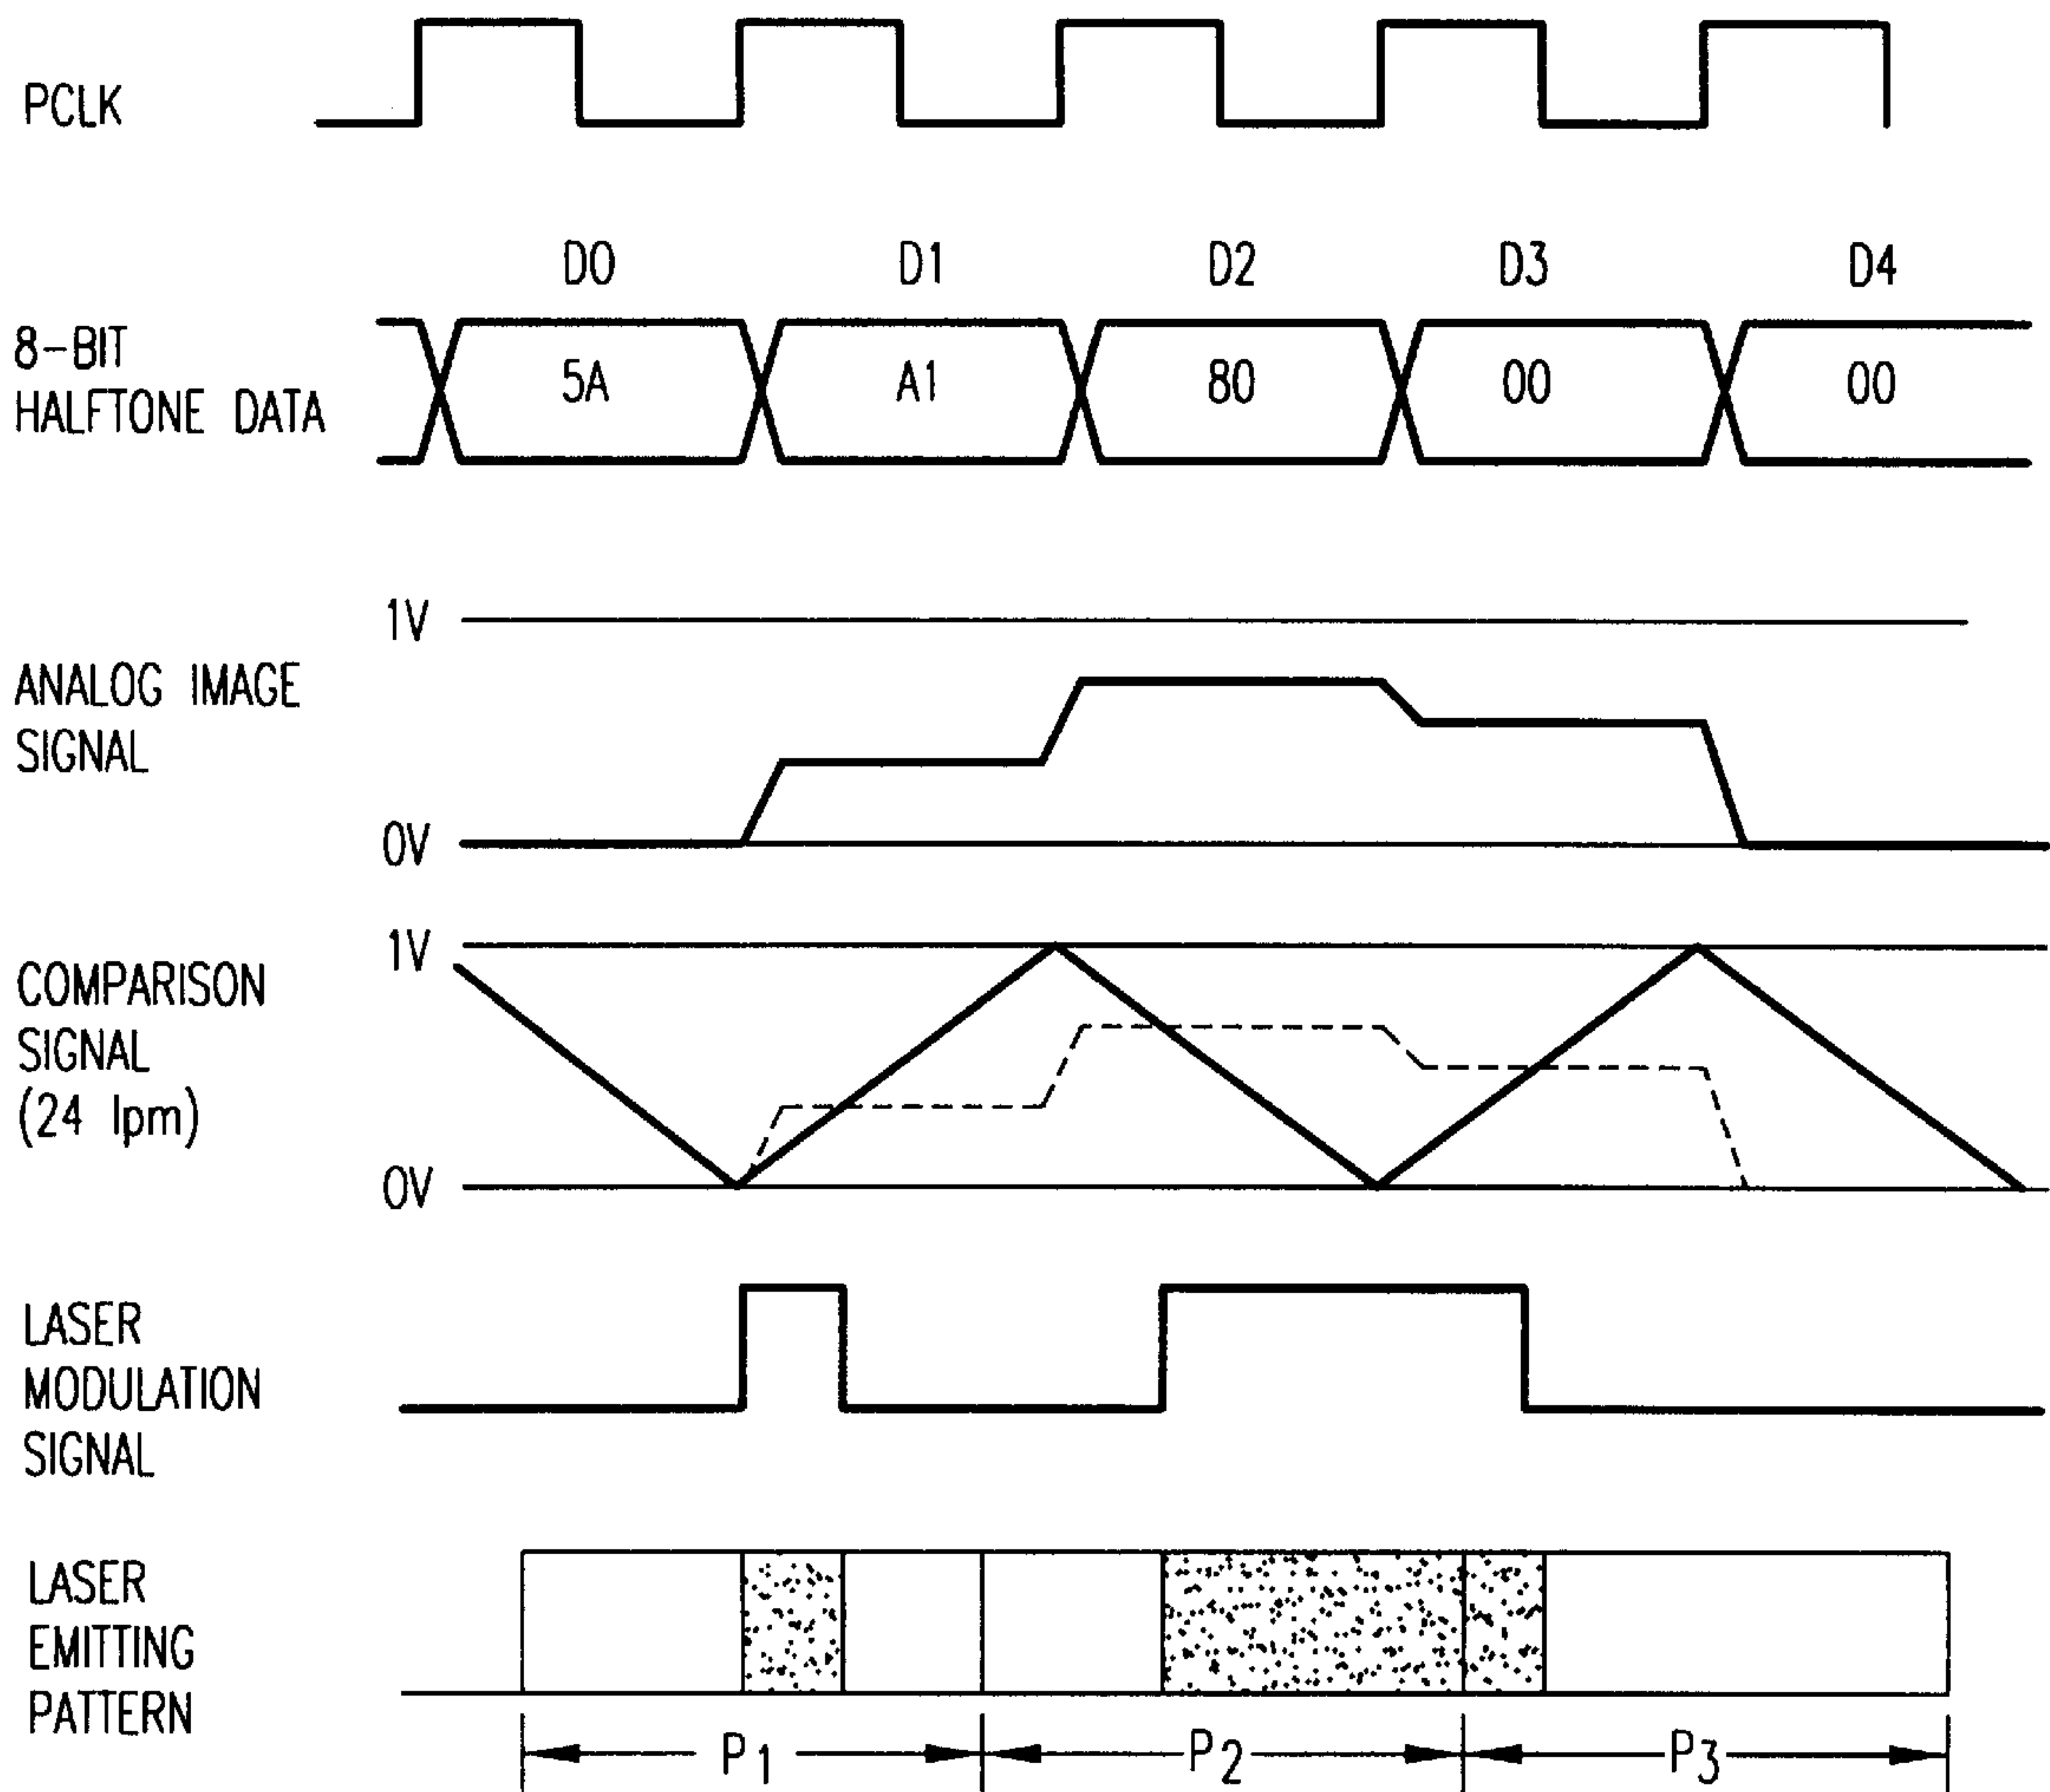 PCLK
D0 D1 D2 D3 D4
8-BIT
HALFTONE DATA
5A A1 80 00 00
1V
ANALOG IMAGE
SIGNAL
0V
1V
COMPARISON
SIGNAL
(24 lpm)
0V
LASER
MODULATION
SIGNAL
LASER
EMITTING
PATTERN
P1 P2 P3